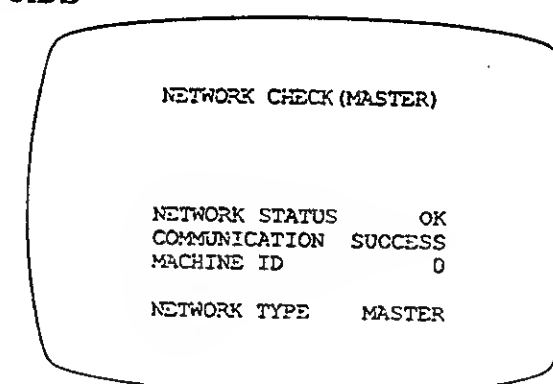 NETWORK CHECK(MASTER)
NETWORK STATUS OK
COMMUNICATION SUCCESS
MACHINE ID 0
NETWORK TYPE MASTER